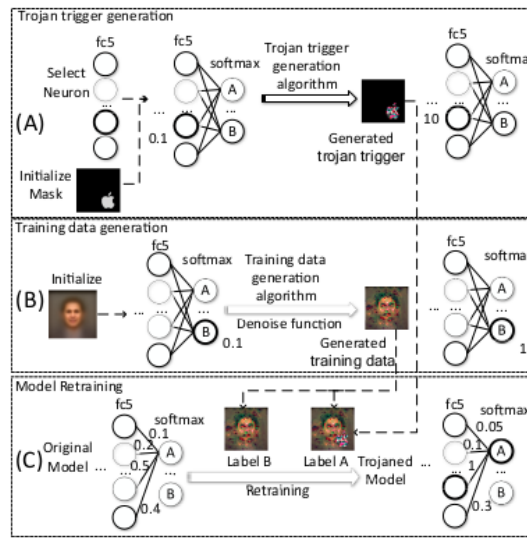 Trojan trigger generation
fc5
fc5
softmax
Trojan trigger
generation
algorithm
fc5
softmax
Select
Neuron
...
...
...
A
...
B
...
...
A
...
B
(A)
0.1
10
Generated
trojan trigger
Initialize
Mask
Training data generation
fc5
softmax
Training data
generation
algorithm
fc5
softmax
Initialize
(B)
...
...
A
...
B
0.1
Denoise function
Generated
training data
...
...
A
...
B
1
Model Retraining
fc5
softmax
fc5
softmax
(C)
Original
Model ...
0.1
0.2
0.5
...
0.4
A
...
B
Label B
Label A
Retraining
Trojaned
Model
...
0.05
0.1
...
1
0.3
A
...
B